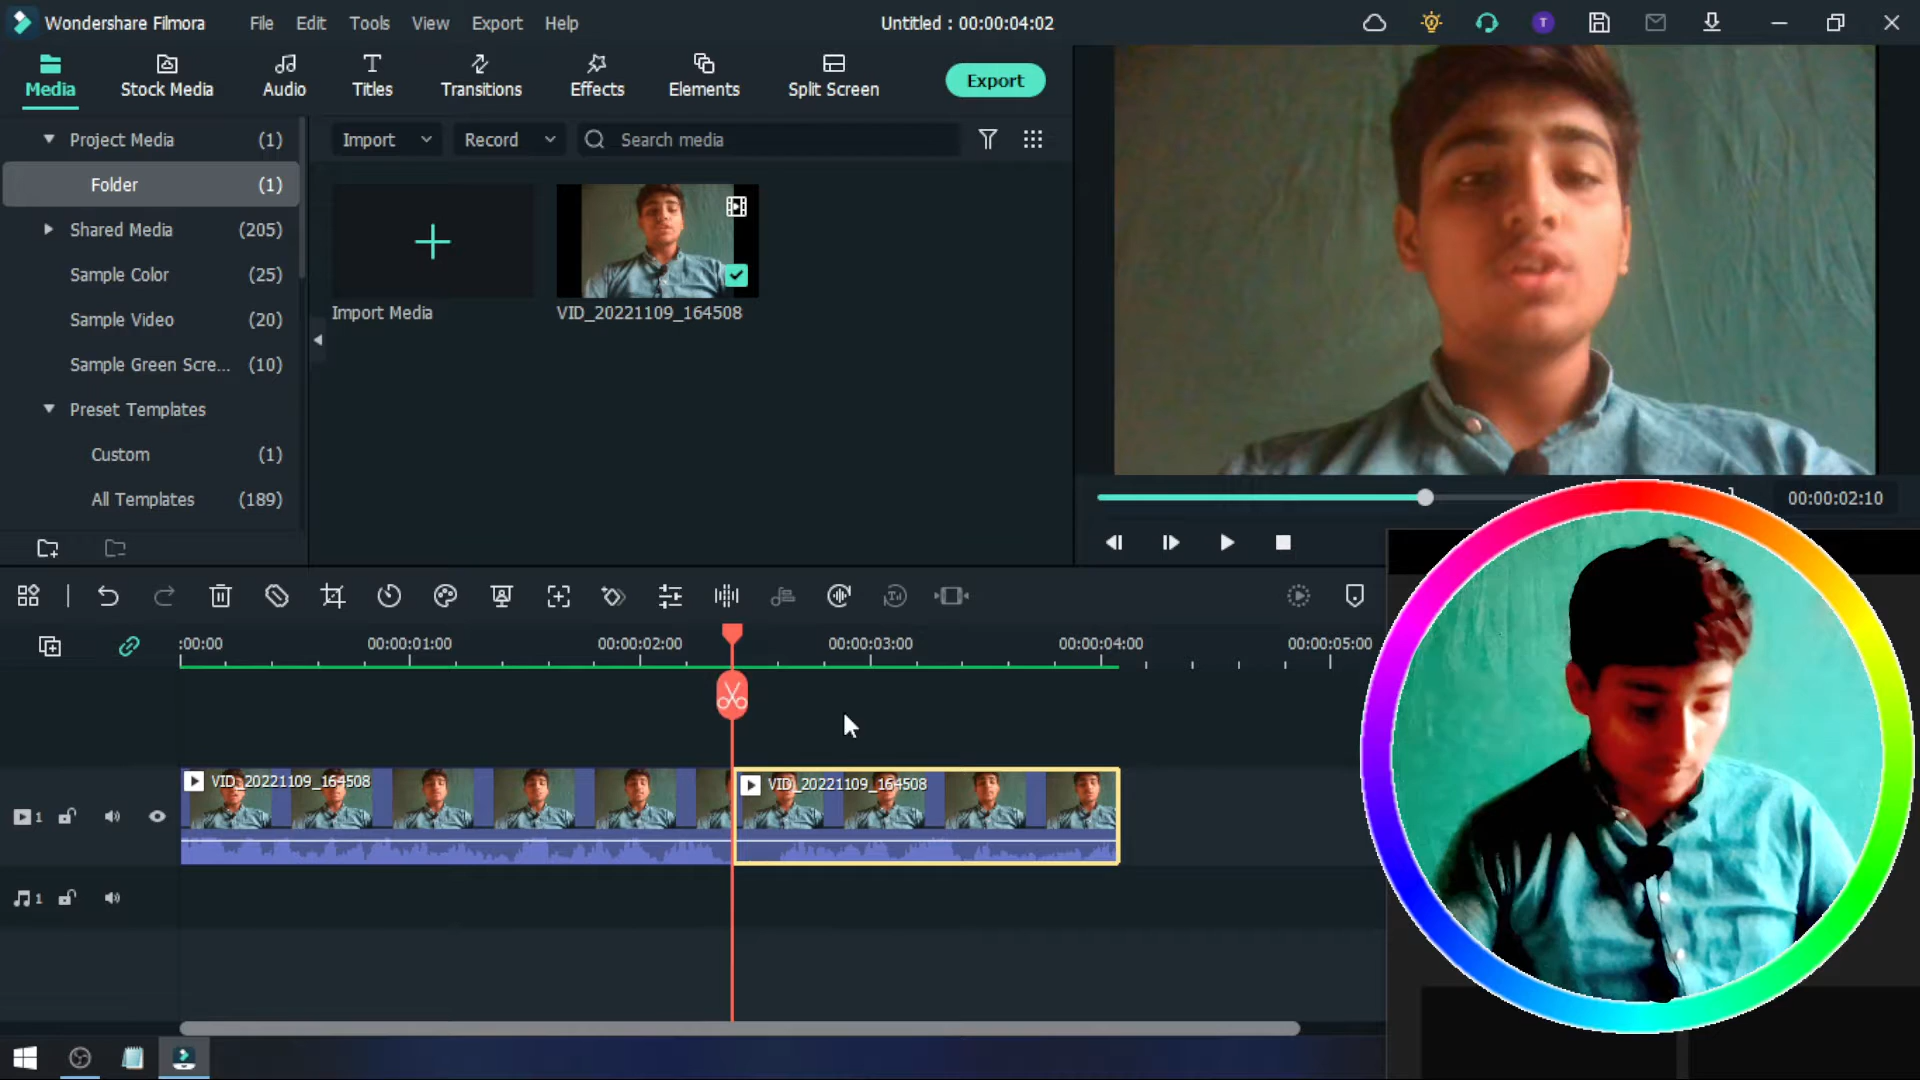 Wondershare Filmora File Edit Tools View Export Help Untitled : 00:00:04:02 T
Media Stock Media Audio Titles Transitions Effects Elements Split Screen Export
Project Media (1)
Folder (1)
Shared Media (205)
Sample Color (25)
Sample Video (20)
Sample Green Scre... (10)
Preset Templates
Custom (1)
All Templates (189)
Import Record Search media
Import Media VID_20221109_164508
00:00:02:10
:00:00 00:00:01:00 00:00:02:00 00:00:03:00 00:00:04:00 00:00:05:00
VID_20221109_164508 VID_20221109_164508
1
1